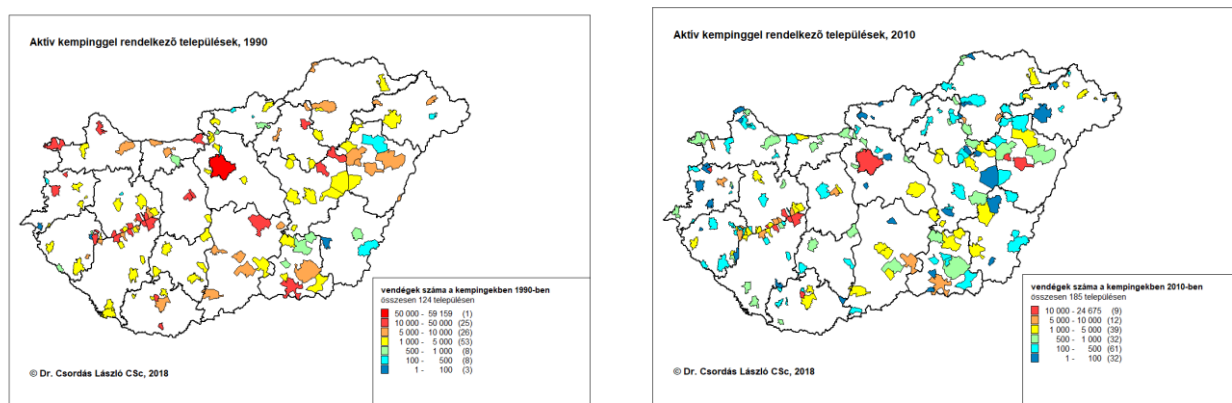 Aktív kempinggel rendelkező települések, 1990
vendégek száma a kempingekben 1990-ben
összesen 124 településen
50 000 - 59 159 (1)
10 000 - 50 000 (25)
5 000 - 10 000 (26)
1 000 - 5 000 (53)
500 - 1 000 (8)
100 - 500 (8)
1 - 100 (3)
© Dr. Csordás László CSc, 2018
Aktív kempinggel rendelkező települések, 2010
vendégek száma a kempingekben 2010-ben
összesen 185 településen
10 000 - 24 675 (9)
5 000 - 10 000 (12)
1 000 - 5 000 (39)
500 - 1 000 (32)
100 - 500 (61)
1 - 100 (32)
© Dr. Csordás László CSc, 2018